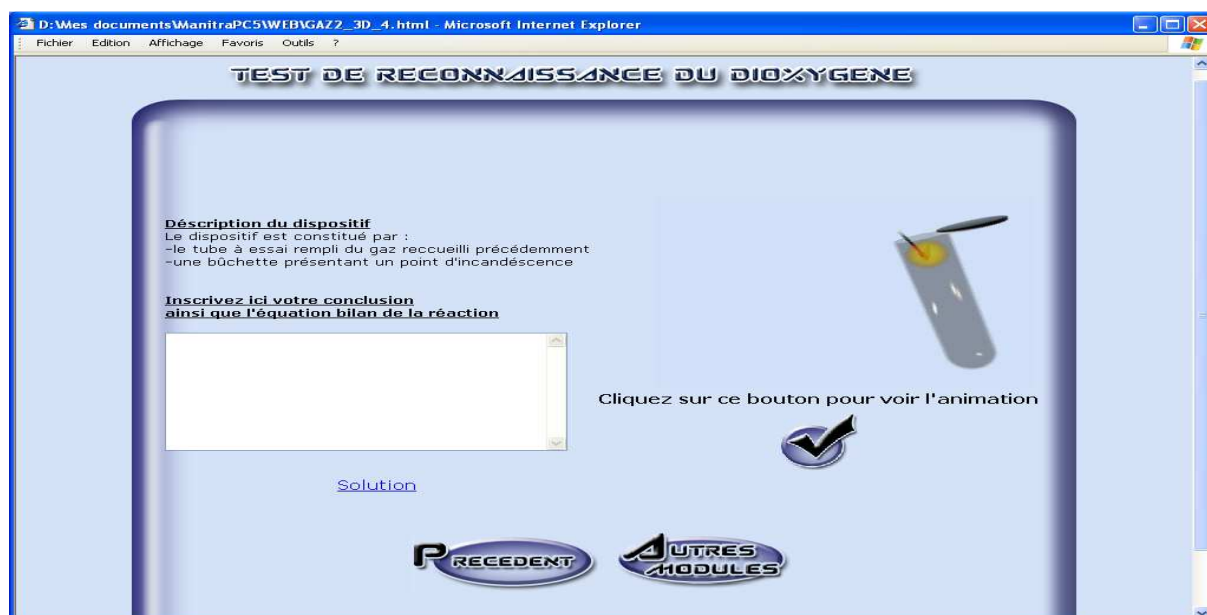 D:\Mes documents\ManitraPC5\WEB\GAZ2_3D_4.html - Microsoft Internet Explorer
Fichier Edition Affichage Favoris Outils ?
TEST DE RECONNAISSANCE DU DIOXYGENE
Déscription du dispositif
Le dispositif est constitué par :
-le tube à essai rempli du gaz reccueilli précédemment
-une bûchette présentant un point d'incandéscence
Inscrivez ici votre conclusion
ainsi que l'équation bilan de la réaction
Cliquez sur ce bouton pour voir l'animation
Solution
PRECEDENT
AUTRES
MODULES